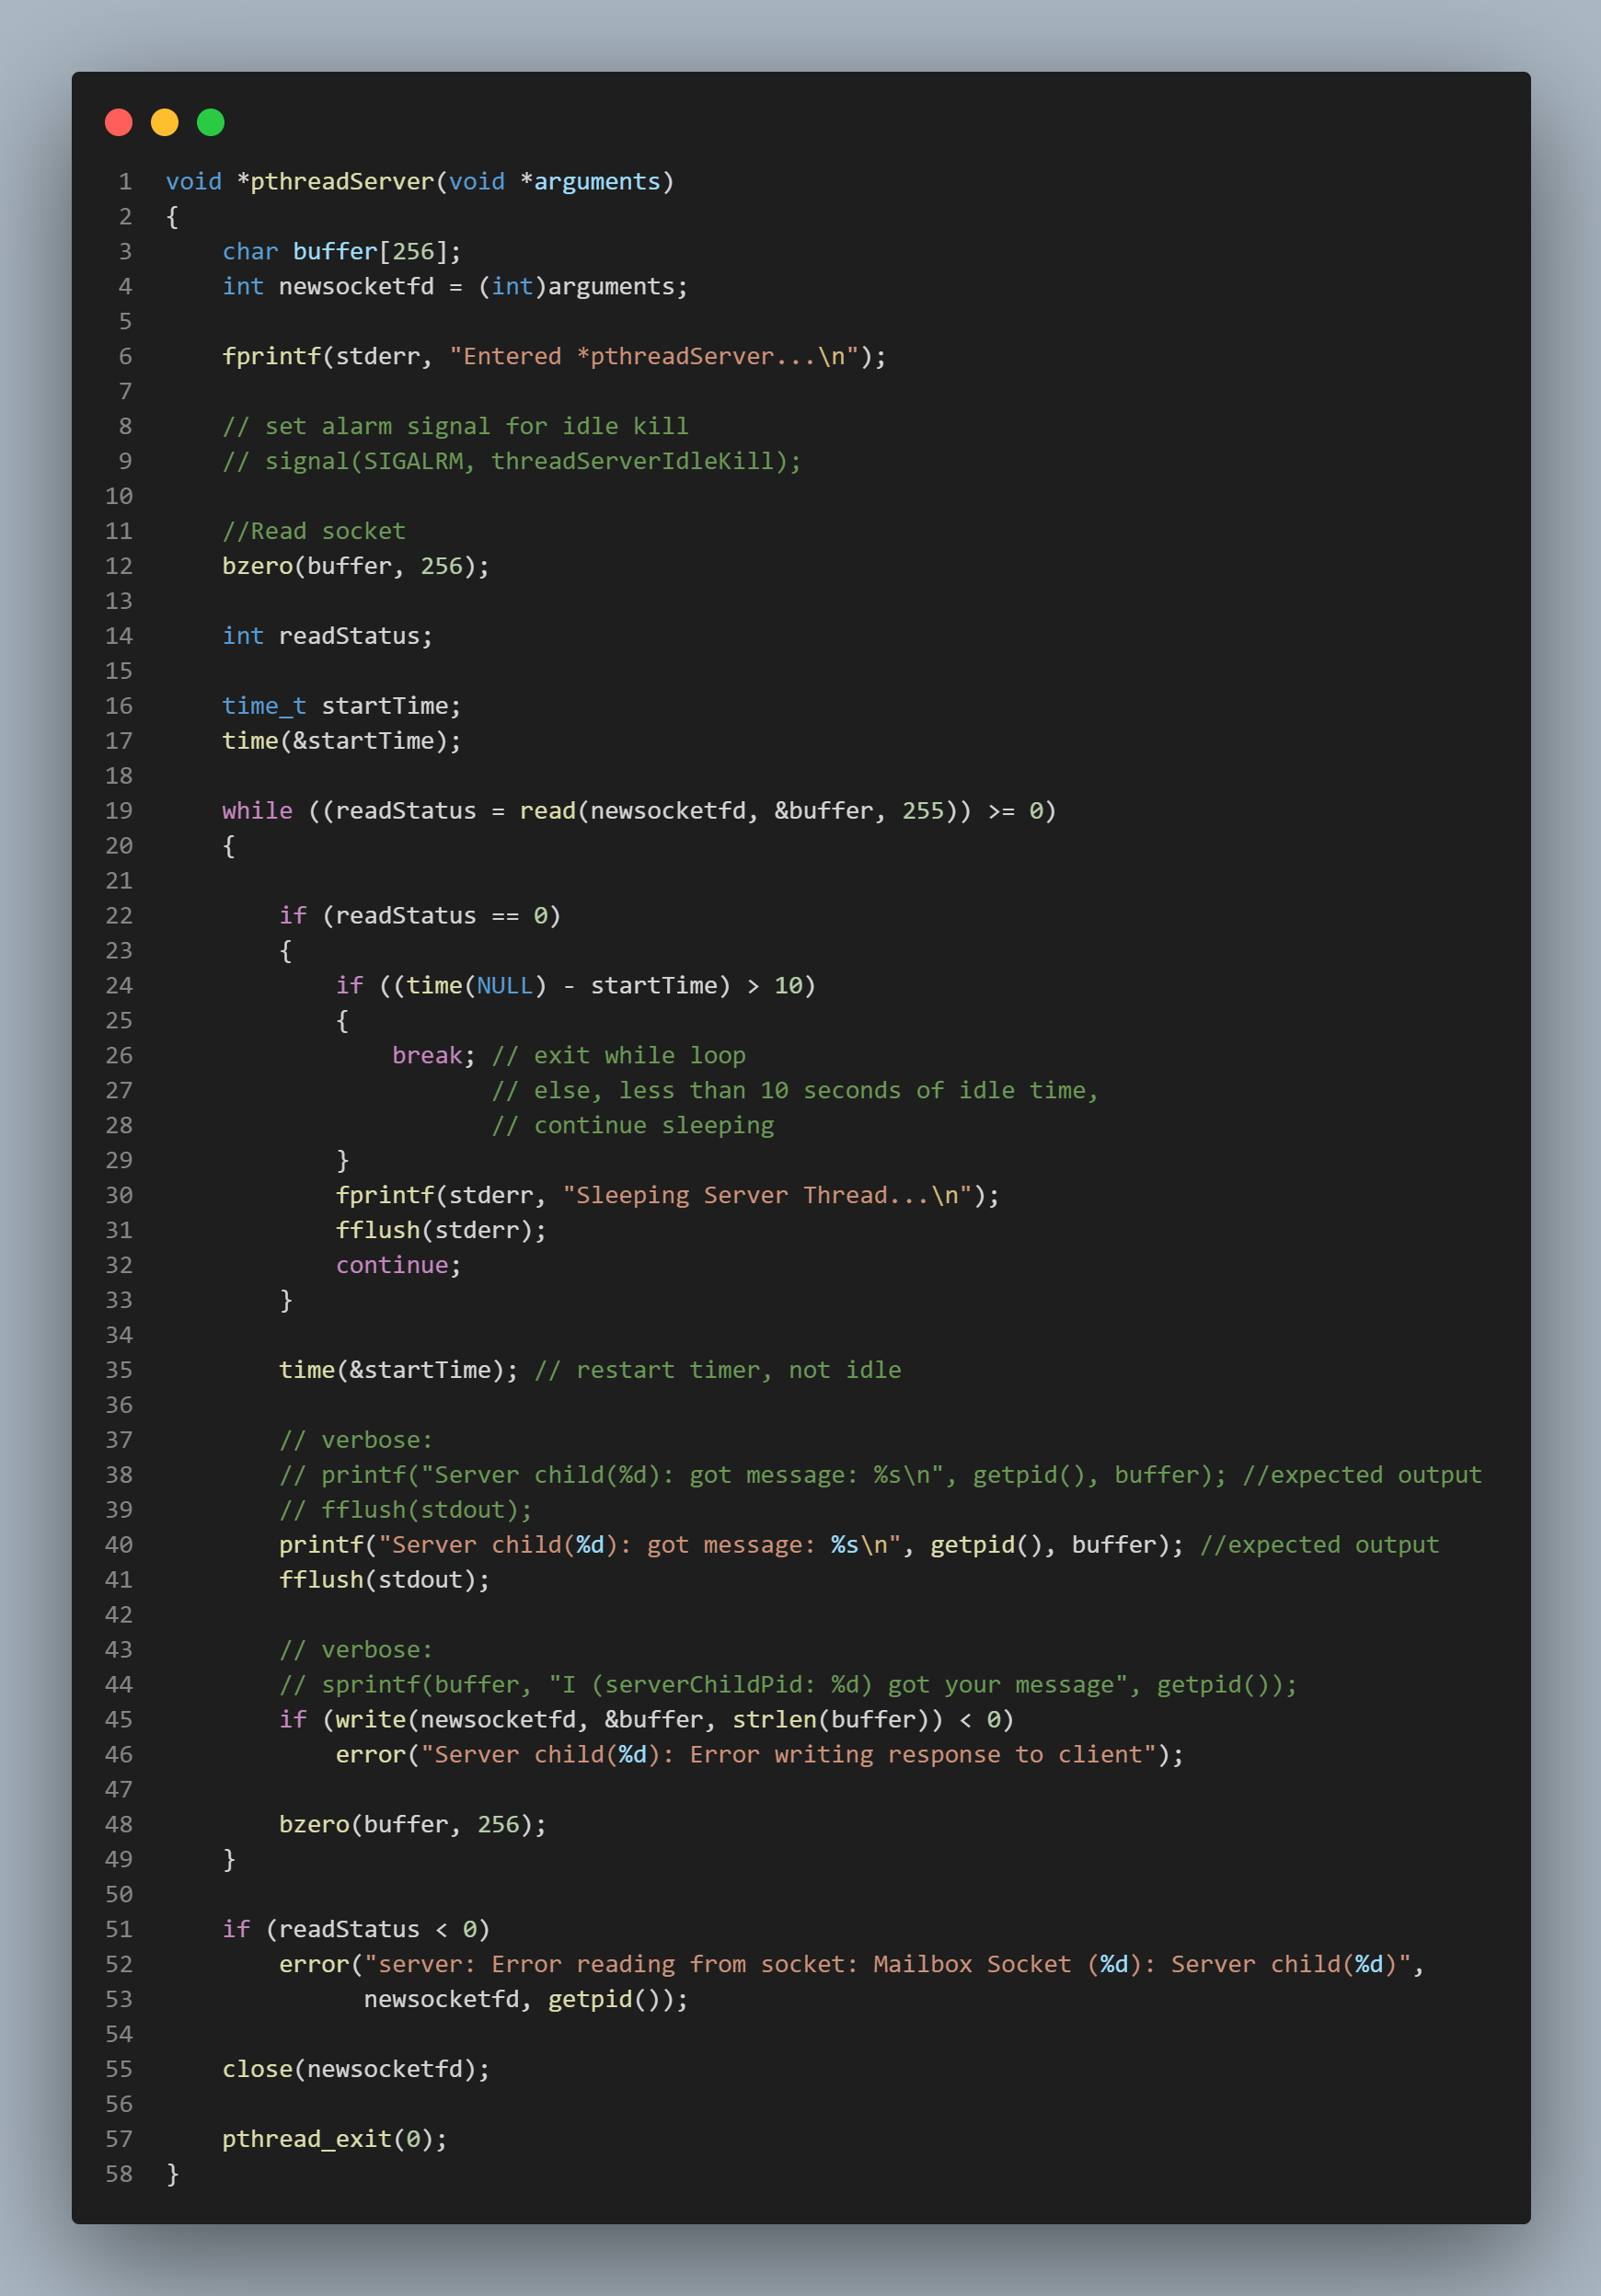 1 void *pthreadServer(void *arguments)
2 {
3     char buffer[256];
4     int newsocketfd = (int)arguments;
5
6     fprintf(stderr, "Entered *pthreadServer...\n");
7
8     // set alarm signal for idle kill
9     // signal(SIGALRM, threadServerIdleKill);
10
11     //Read socket
12     bzero(buffer, 256);
13
14     int readStatus;
15
16     time_t startTime;
17     time(&startTime);
18
19     while ((readStatus = read(newsocketfd, &buffer, 255)) >= 0)
20     {
21
22         if (readStatus == 0)
23         {
24             if ((time(NULL) - startTime) > 10)
25             {
26                 break; // exit while loop
27                        // else, less than 10 seconds of idle time,
28                        // continue sleeping
29             }
30             fprintf(stderr, "Sleeping Server Thread...\n");
31             fflush(stderr);
32             continue;
33         }
34
35         time(&startTime); // restart timer, not idle
36
37         // verbose:
38         // printf("Server child(%d): got message: %s\n", getpid(), buffer); //expected output
39         // fflush(stdout);
40         printf("Server child(%d): got message: %s\n", getpid(), buffer); //expected output
41         fflush(stdout);
42
43         // verbose:
44         // sprintf(buffer, "I (serverChildPid: %d) got your message", getpid());
45         if (write(newsocketfd, &buffer, strlen(buffer)) < 0)
46             error("Server child(%d): Error writing response to client");
47
48         bzero(buffer, 256);
49     }
50
51     if (readStatus < 0)
52         error("server: Error reading from socket: Mailbox Socket (%d): Server child(%d)",
53               newsocketfd, getpid());
54
55     close(newsocketfd);
56
57     pthread_exit(0);
58 }